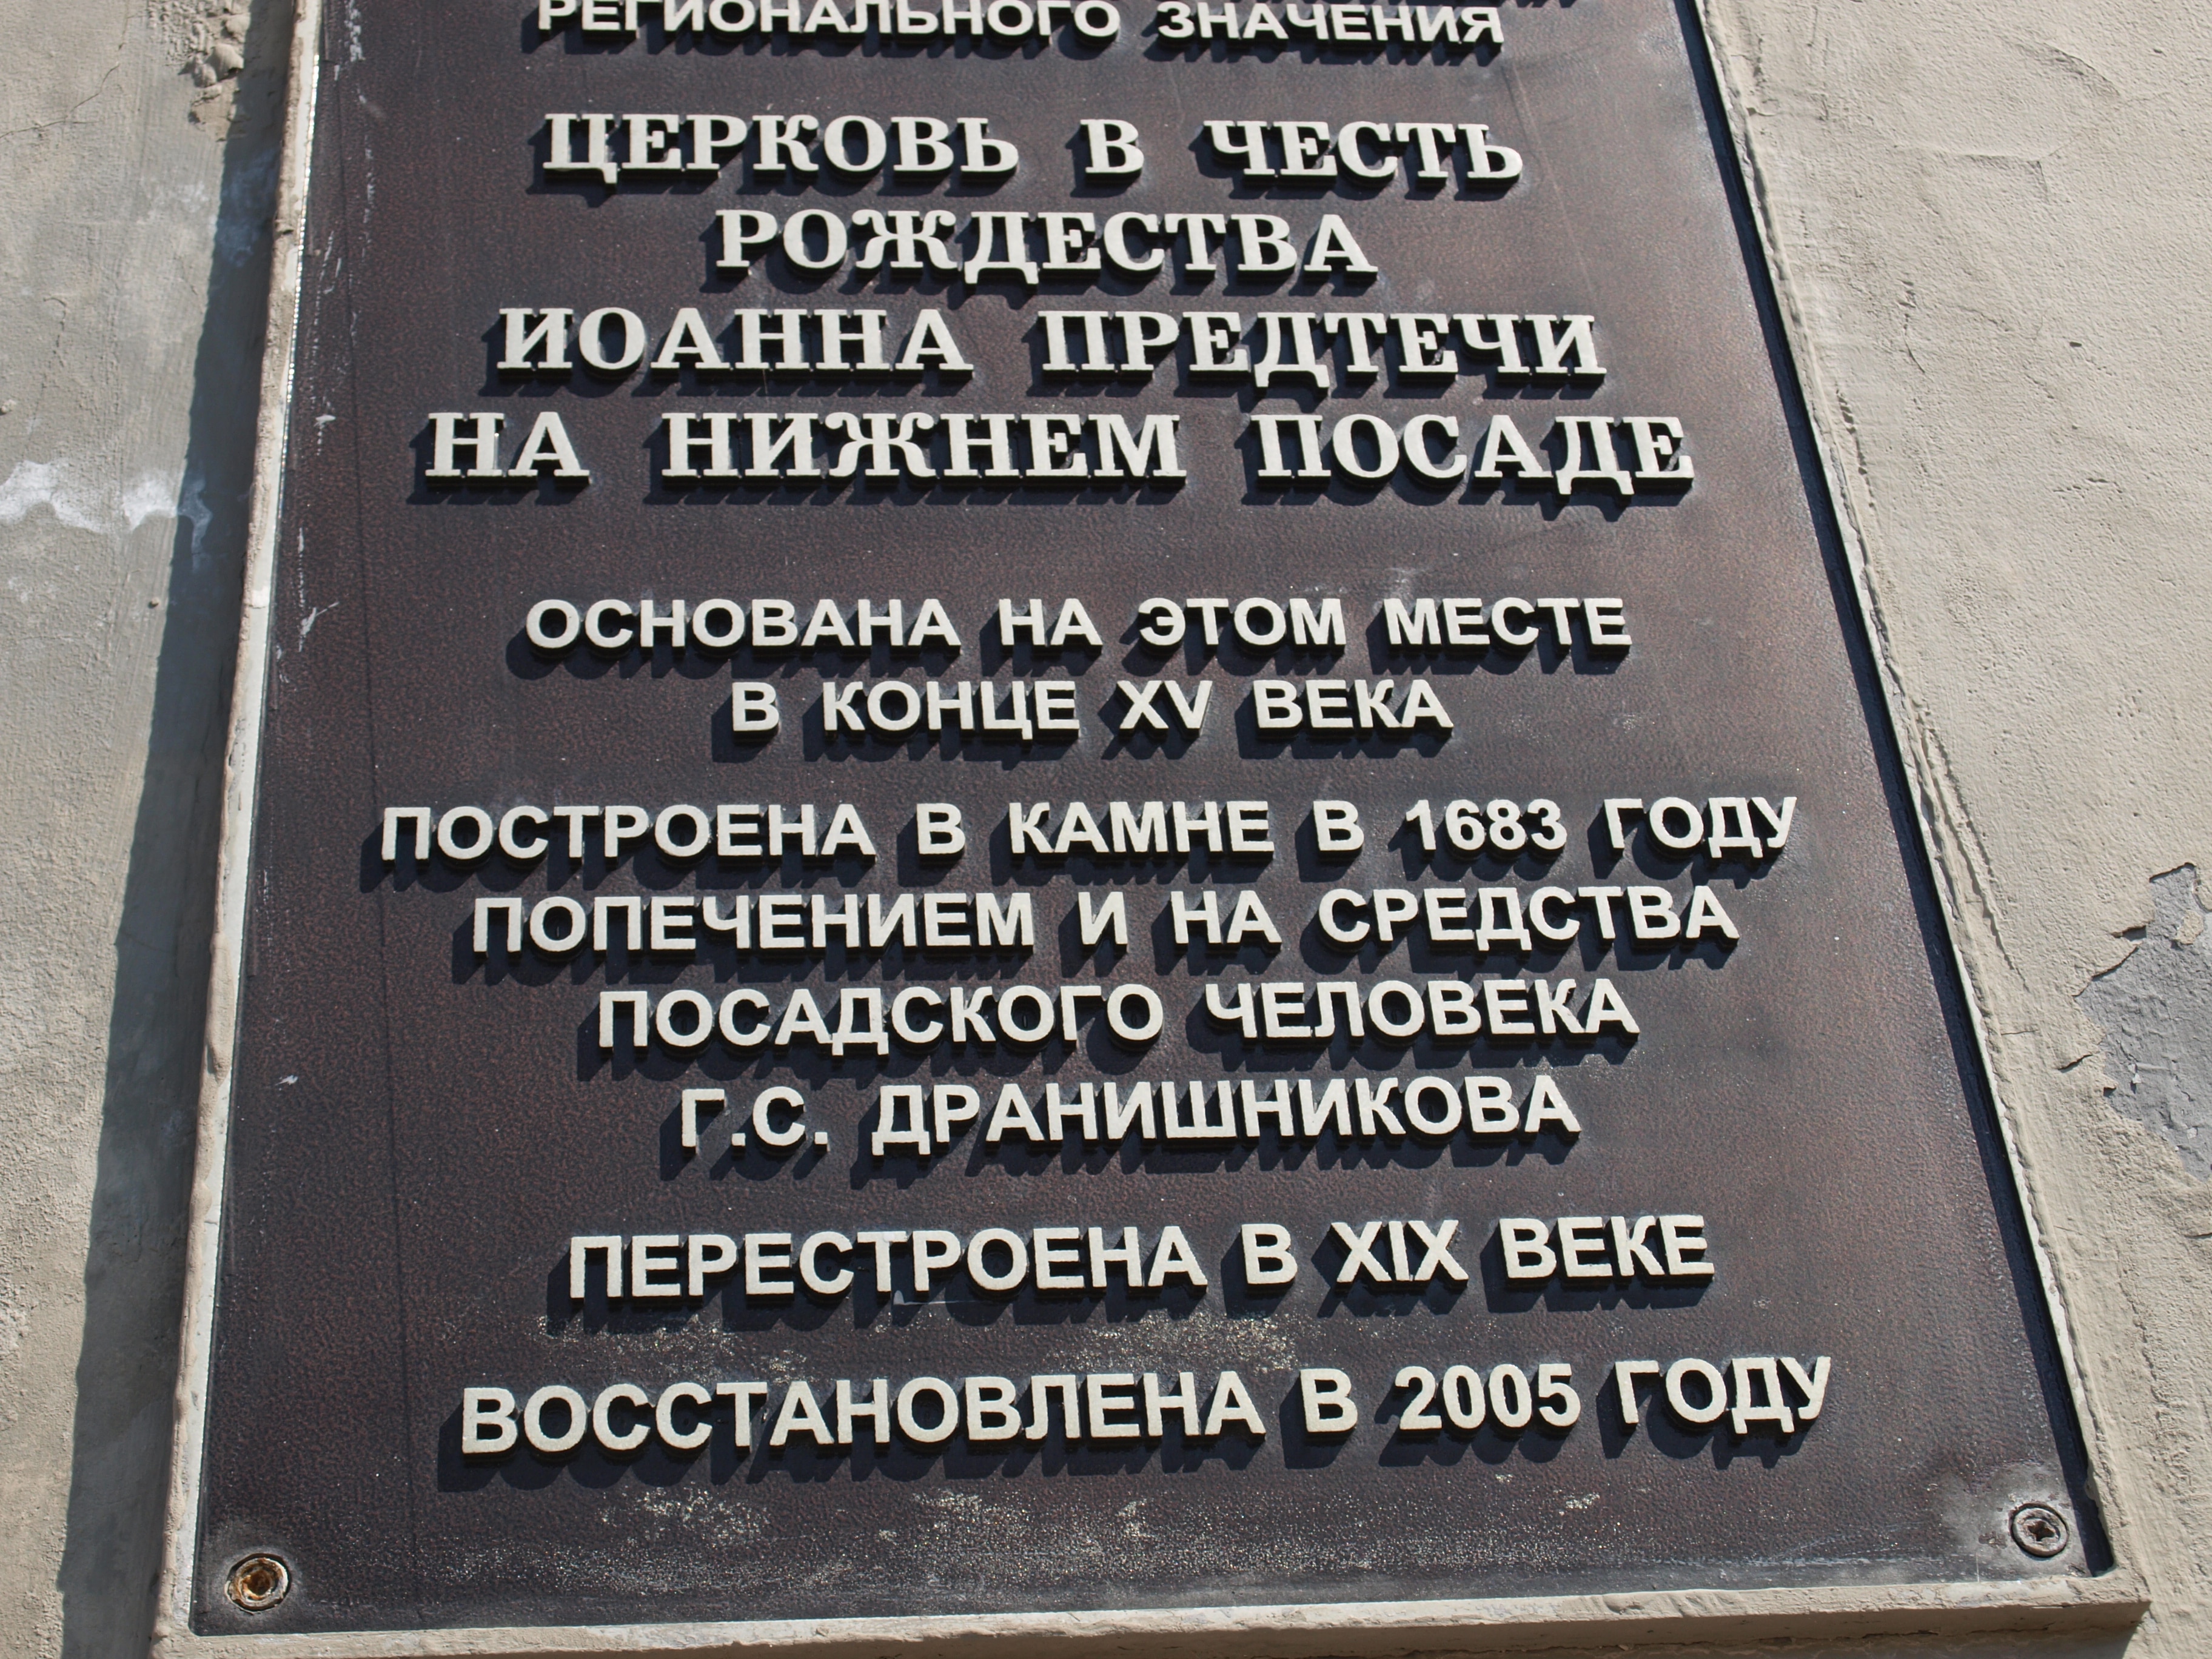 РЕГИОНАЛЬНОГО ЗНАЧЕНИЯ
ЦЕРКОВЬ В ЧЕСТЬ
РОЖДЕСТВА
ИОАННА ПРЕДТЕЧИ
НА НИЖНЕМ ПОСАДЕ
ОСНОВАНА НА ЭТОМ МЕСТЕ
В КОНЦЕ XV ВЕКА
ПОСТРОЕНА В КАМНЕ В 1683 ГОДУ
ПОПЕЧЕНИЕМ И НА СРЕДСТВА
ПОСАДСКОГО ЧЕЛОВЕКА
Г.С. ДРАНИШНИКОВА
ПЕРЕСТРОЕНА В XIX ВЕКЕ
ВОССТАНОВЛЕНА В 2005 ГОДУ